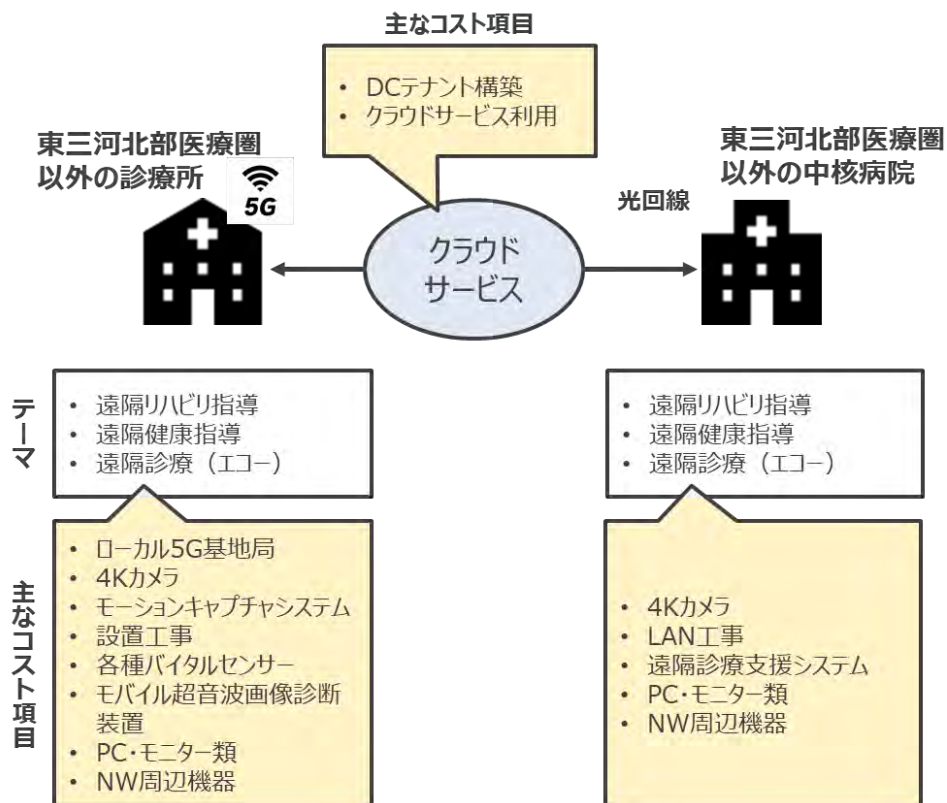 主なコスト項目
• DCテナント構築
• クラウドサービス利用
東三河北部医療圏
以外の診療所
5G
東三河北部医療圏
以外の中核病院
光回線
クラウド
サービス
テーマ
• 遠隔リハビリ指導
• 遠隔健康指導
• 遠隔診療（エコー）
• 遠隔リハビリ指導
• 遠隔健康指導
• 遠隔診療（エコー）
主なコスト項目
• ローカル5G基地局
• 4Kカメラ
• モーションキャプチャシステム
• 設置工事
• 各種バイタルセンサー
• モバイル超音波画像診断
装置
• PC・モニター類
• NW周辺機器
• 4Kカメラ
• LAN工事
• 遠隔診療支援システム
• PC・モニター類
• NW周辺機器